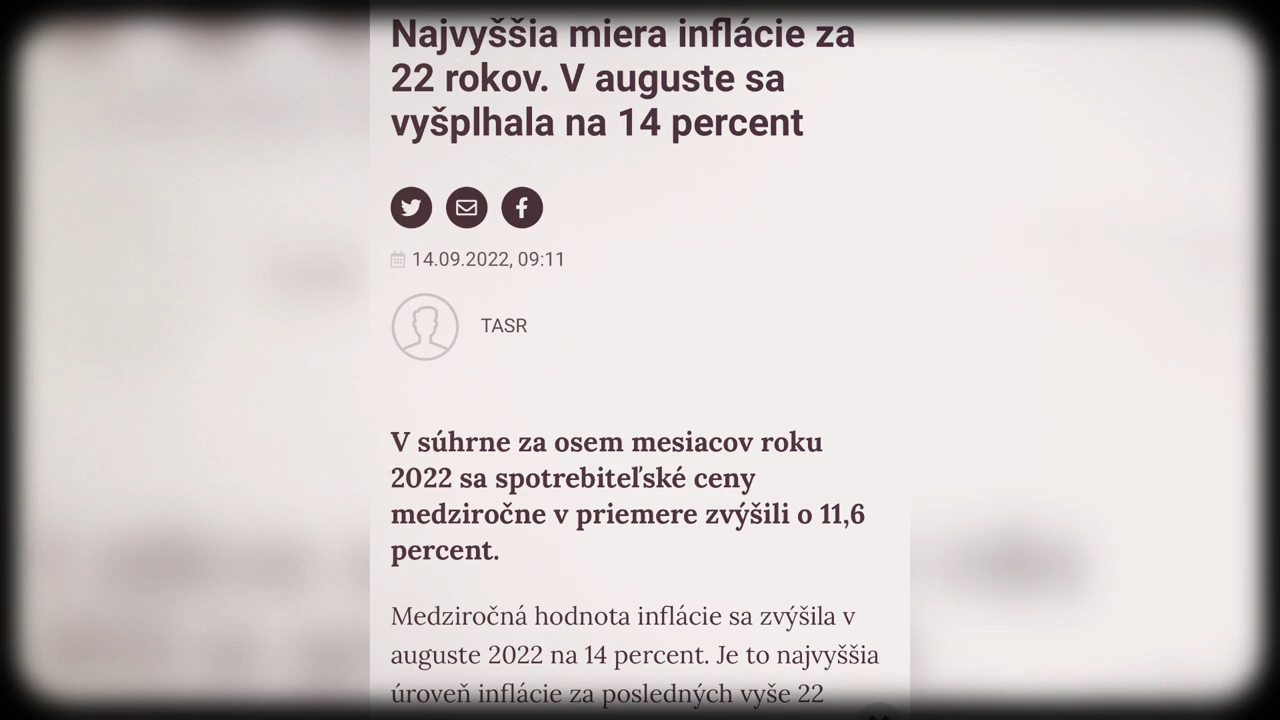 Najvyššia miera inflácie za
22 rokov. V auguste sa
vyšplhala na 14 percent
14.09.2022, 09:11
TASR
V súhrne za osem mesiacov roku
2022 sa spotrebiteľské ceny
medziročne v priemere zvýšili o 11,6
percent.
Medziročná hodnota inflácie sa zvýšila v
auguste 2022 na 14 percent. Je to najvyššia
úroveň inflácie za posledných vyše 22